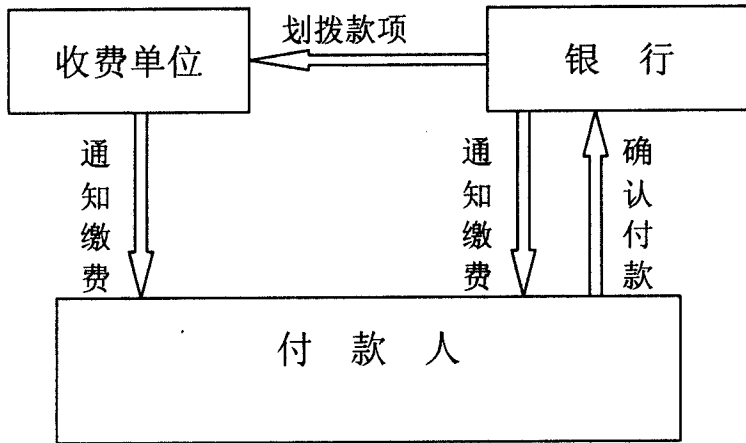 划拨款项
收费单位
银 行
通知缴费
通知缴费
确认付款
付 款 人